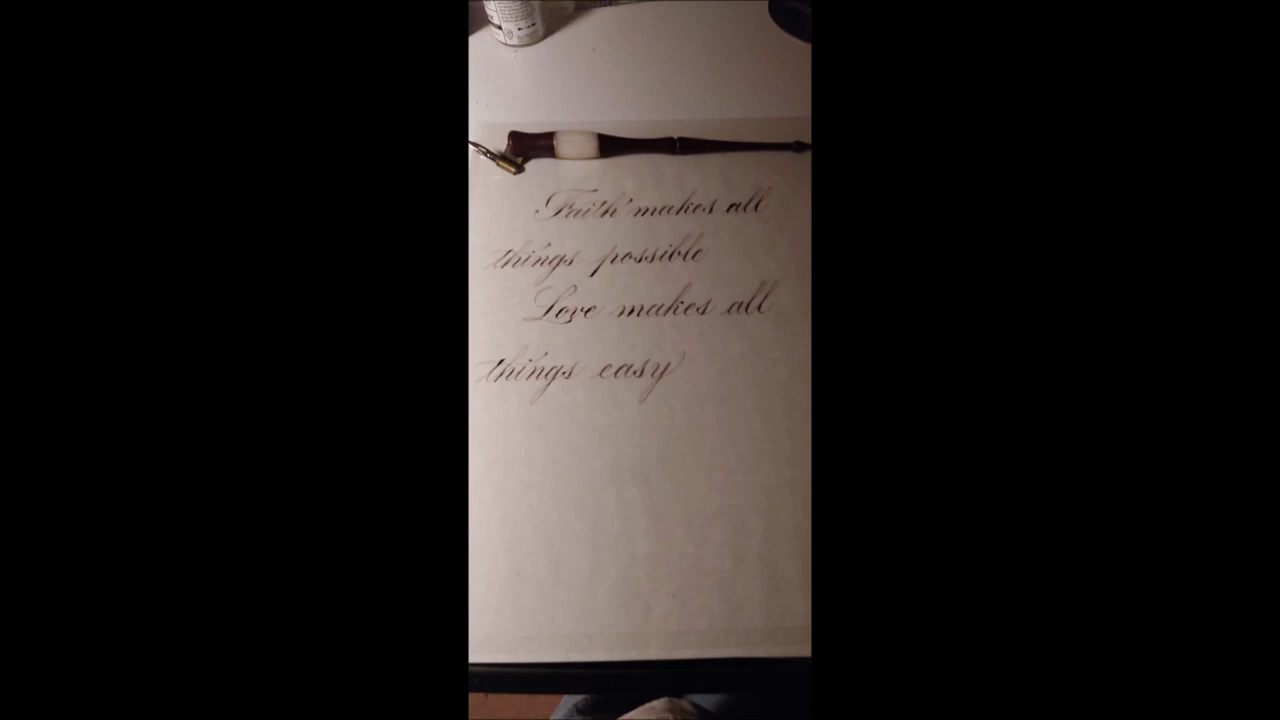 Faith makes all
things possible
Love makes all
things easy